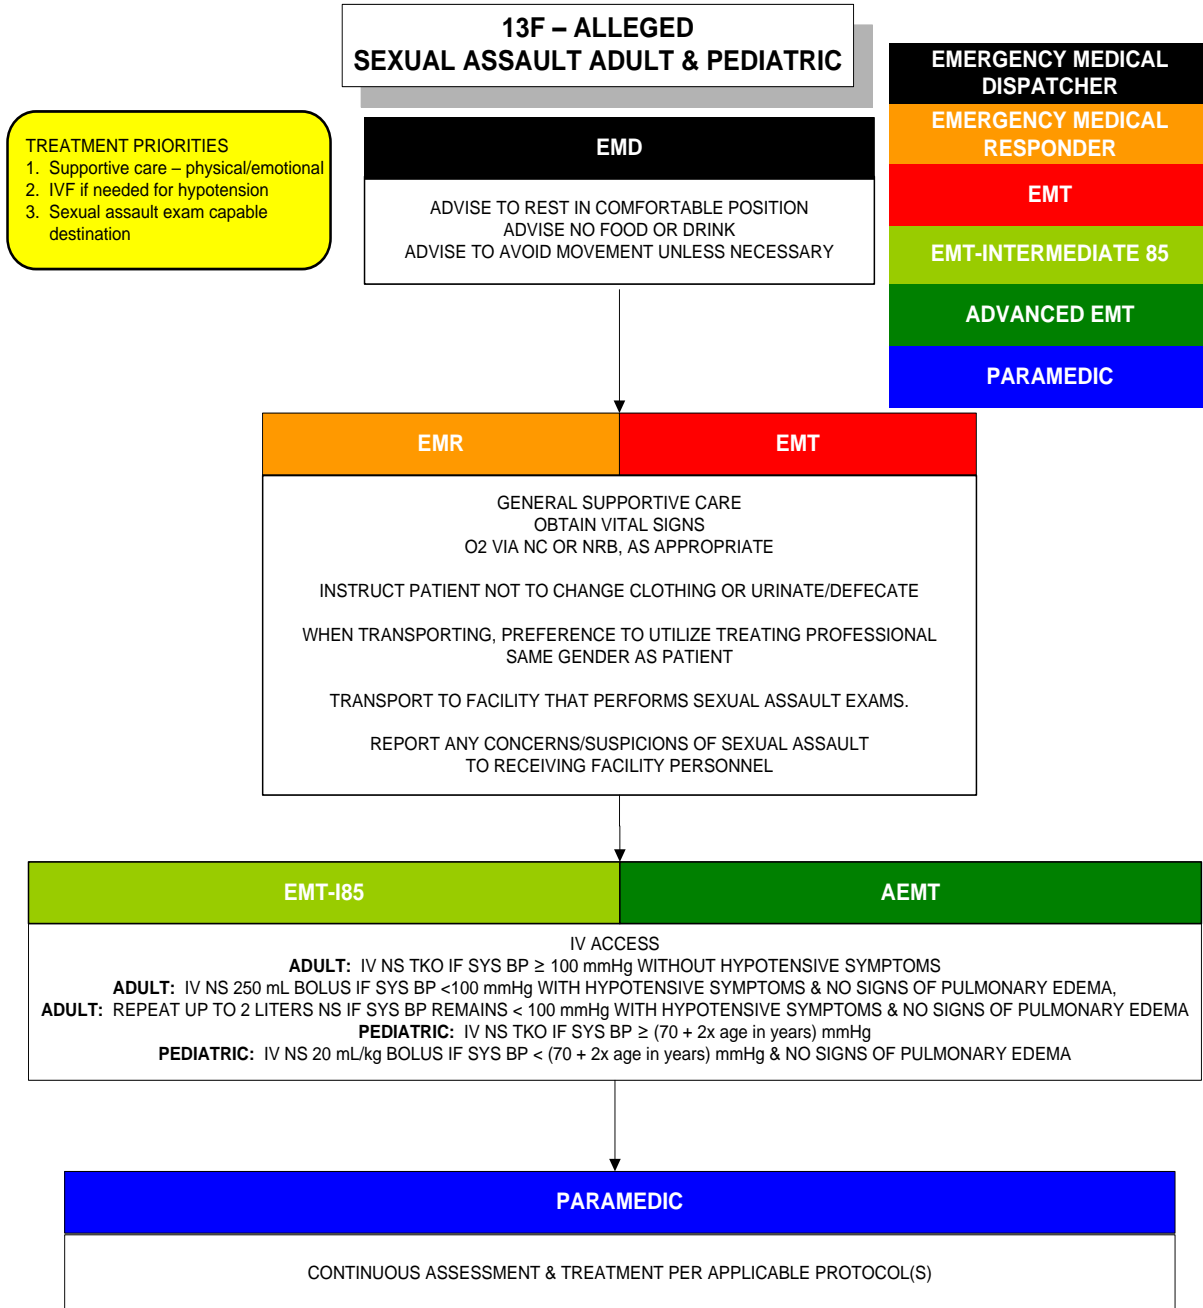 13F – ALLEGED
SEXUAL ASSAULT ADULT & PEDIATRIC
EMERGENCY MEDICAL
DISPATCHER
EMERGENCY MEDICAL
RESPONDER
EMT
EMT-INTERMEDIATE 85
ADVANCED EMT
PARAMEDIC
TREATMENT PRIORITIES
1. Supportive care – physical/emotional
2. IVF if needed for hypotension
3. Sexual assault exam capable
destination
EMD
ADVISE TO REST IN COMFORTABLE POSITION
ADVISE NO FOOD OR DRINK
ADVISE TO AVOID MOVEMENT UNLESS NECESSARY
EMR
EMT
GENERAL SUPPORTIVE CARE
OBTAIN VITAL SIGNS
O2 VIA NC OR NRB, AS APPROPRIATE
INSTRUCT PATIENT NOT TO CHANGE CLOTHING OR URINATE/DEFECATE
WHEN TRANSPORTING, PREFERENCE TO UTILIZE TREATING PROFESSIONAL
SAME GENDER AS PATIENT
TRANSPORT TO FACILITY THAT PERFORMS SEXUAL ASSAULT EXAMS.
REPORT ANY CONCERNS/SUSPICIONS OF SEXUAL ASSAULT
TO RECEIVING FACILITY PERSONNEL
EMT-I85
AEMT
IV ACCESS
ADULT: IV NS TKO IF SYS BP ≥ 100 mmHg WITHOUT HYPOTENSIVE SYMPTOMS
ADULT: IV NS 250 mL BOLUS IF SYS BP <100 mmHg WITH HYPOTENSIVE SYMPTOMS & NO SIGNS OF PULMONARY EDEMA,
ADULT: REPEAT UP TO 2 LITERS NS IF SYS BP REMAINS < 100 mmHg WITH HYPOTENSIVE SYMPTOMS & NO SIGNS OF PULMONARY EDEMA
PEDIATRIC: IV NS TKO IF SYS BP ≥ (70 + 2x age in years) mmHg
PEDIATRIC: IV NS 20 mL/kg BOLUS IF SYS BP < (70 + 2x age in years) mmHg & NO SIGNS OF PULMONARY EDEMA
PARAMEDIC
CONTINUOUS ASSESSMENT & TREATMENT PER APPLICABLE PROTOCOL(S)